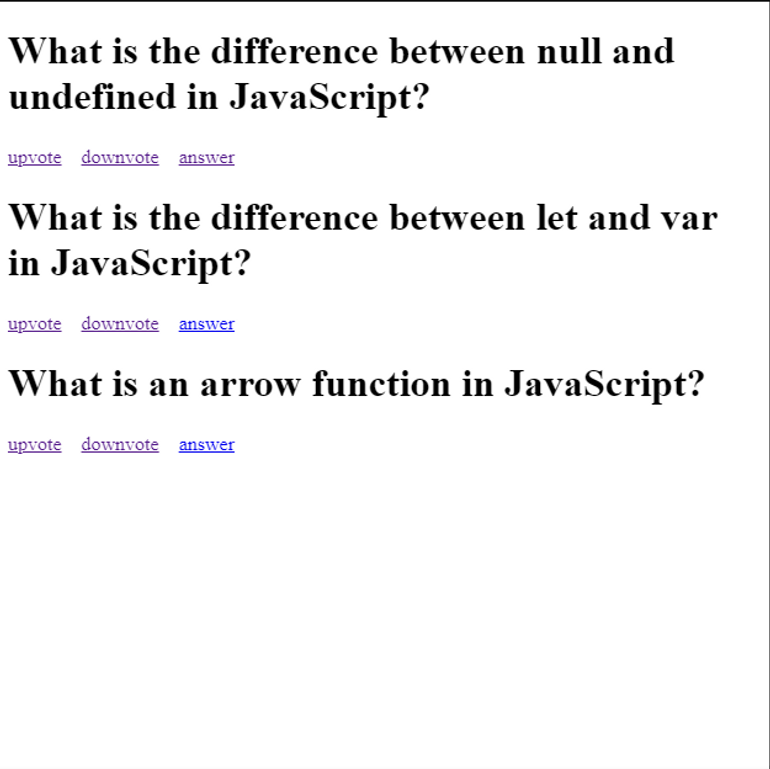 What is the difference between null and
undefined in JavaScript?
upvote downvote answer
What is the difference between let and var
in JavaScript?
upvote downvote answer
What is an arrow function in JavaScript?
upvote downvote answer